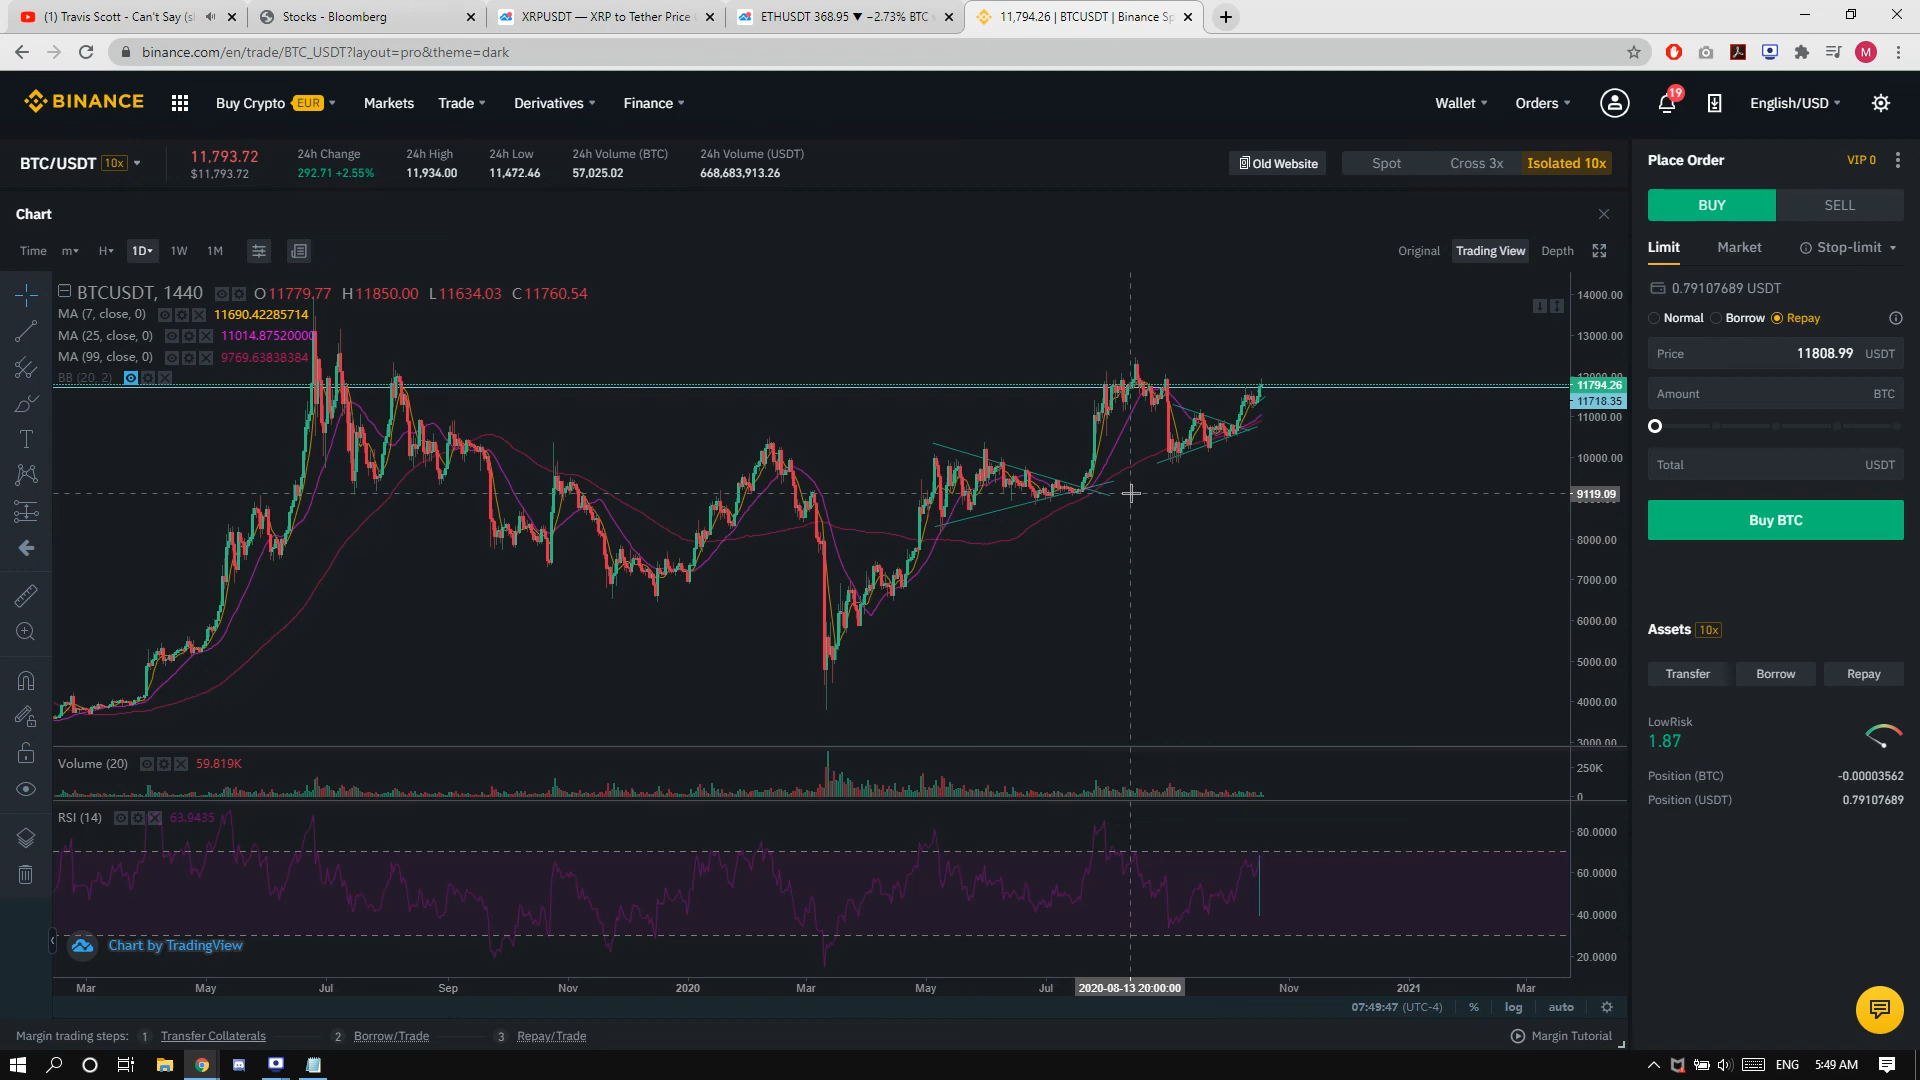 (1) Travis Scott - Can't Say (s
Stocks - Bloomberg
XRPUSDT — XRP to Tether Price
ETHUSDT 368.95 ▼ −2.73% BTC
11,794.26 | BTCUSDT | Binance Sp
binance.com/en/trade/BTC_USDT?layout=pro&theme=dark
M
BINANCE
Buy Crypto EUR
Markets
Trade
Derivatives
Finance
Wallet
Orders
19
English/USD
BTC/USDT 10x
11,793.72
$11,793.72
24h Change
292.71 +2.55%
24h High
11,934.00
24h Low
11,472.46
24h Volume (BTC)
57,025.02
24h Volume (USDT)
668,683,913.26
Old Website
Spot
Cross 3x
Isolated 10x
Chart
Time m H 1D 1W 1M
Original
Trading View
Depth
BTCUSDT, 1440 O11779.77 H11850.00 L11634.03 C11760.54
MA (7, close, 0) 11690.42285714
MA (25, close, 0) 11014.87520000
MA (99, close, 0) 9769.63838384
BB (20, 2)
14000.00
13000.00
12000.00
11794.26
11718.35
11000.00
10000.00
9119.09
8000.00
7000.00
6000.00
5000.00
4000.00
3000.00
Volume (20) 59.819K
250K
0
RSI (14) 63.9435
80.0000
60.0000
40.0000
20.0000
Chart by TradingView
Mar May Jul Sep Nov 2020 Mar May Jul 2020-08-13 20:00:00 Nov 2021 Mar
07:49:47 (UTC-4) % log auto
Margin trading steps: 1 Transfer Collaterals 2 Borrow/Trade 3 Repay/Trade
Margin Tutorial
Place Order
VIP 0
BUY
SELL
Limit
Market
Stop-limit
0.79107689 USDT
Normal Borrow Repay
Price 11808.99 USDT
Amount BTC
Total USDT
Buy BTC
Assets 10x
Transfer
Borrow
Repay
LowRisk
1.87
Position (BTC) -0.00003562
Position (USDT) 0.79107689
ENG 5:49 AM